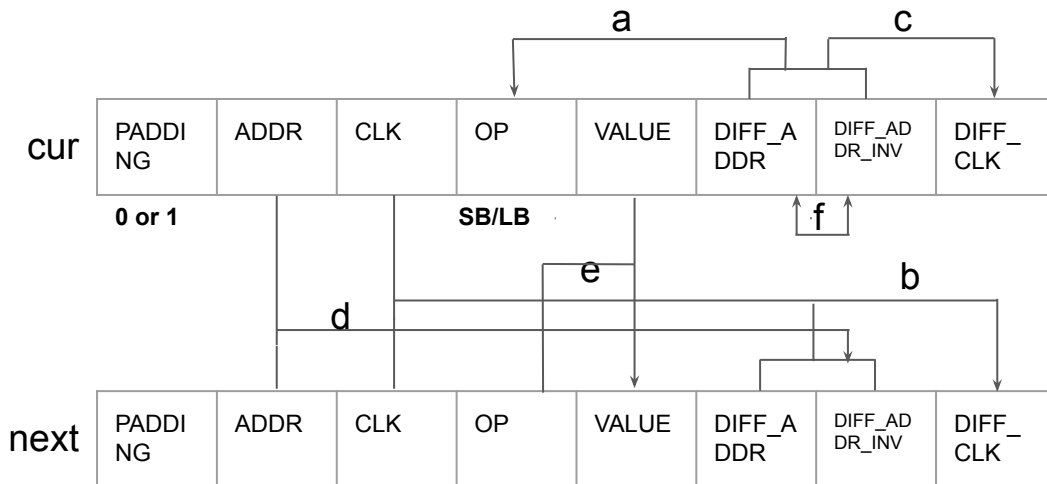 a
c
cur
PADDI
NG
ADDR
CLK
OP
VALUE
DIFF_A
DDR
DIFF_AD
DR_INV
DIFF_
CLK
0 or 1
SB/LB
f
e
b
d
next
PADDI
NG
ADDR
CLK
OP
VALUE
DIFF_A
DDR
DIFF_AD
DR_INV
DIFF_
CLK